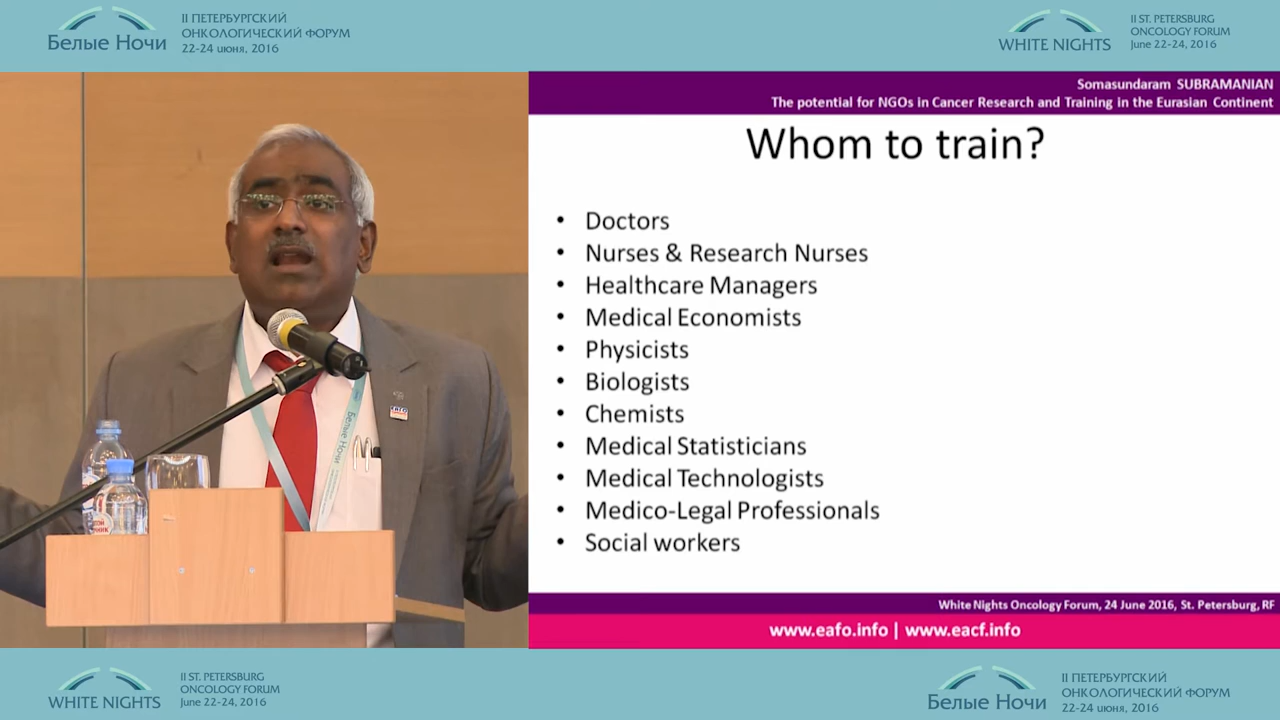 Белые Ночи
II ПЕТЕРБУРГСКИЙ
ОНКОЛОГИЧЕСКИЙ ФОРУМ
22-24 июня, 2016
WHITE NIGHTS
II ST. PETERSBURG
ONCOLOGY FORUM
June 22-24, 2016
Somasundaram SUBRAMANIAN
The potential for NGOs in Cancer Research and Training in the Eurasian Continent
Whom to train?
• Doctors
• Nurses & Research Nurses
• Healthcare Managers
• Medical Economists
• Physicists
• Biologists
• Chemists
• Medical Statisticians
• Medical Technologists
• Medico-Legal Professionals
• Social workers
White Nights Oncology Forum, 24 June 2016, St. Petersburg, RF
www.eafo.info | www.eacf.info
Белые Ночи
WHITE NIGHTS
II ST. PETERSBURG
ONCOLOGY FORUM
June 22-24, 2016
Белые Ночи
II ПЕТЕРБУРГСКИЙ
ОНКОЛОГИЧЕСКИЙ ФОРУМ
22-24 июня, 2016